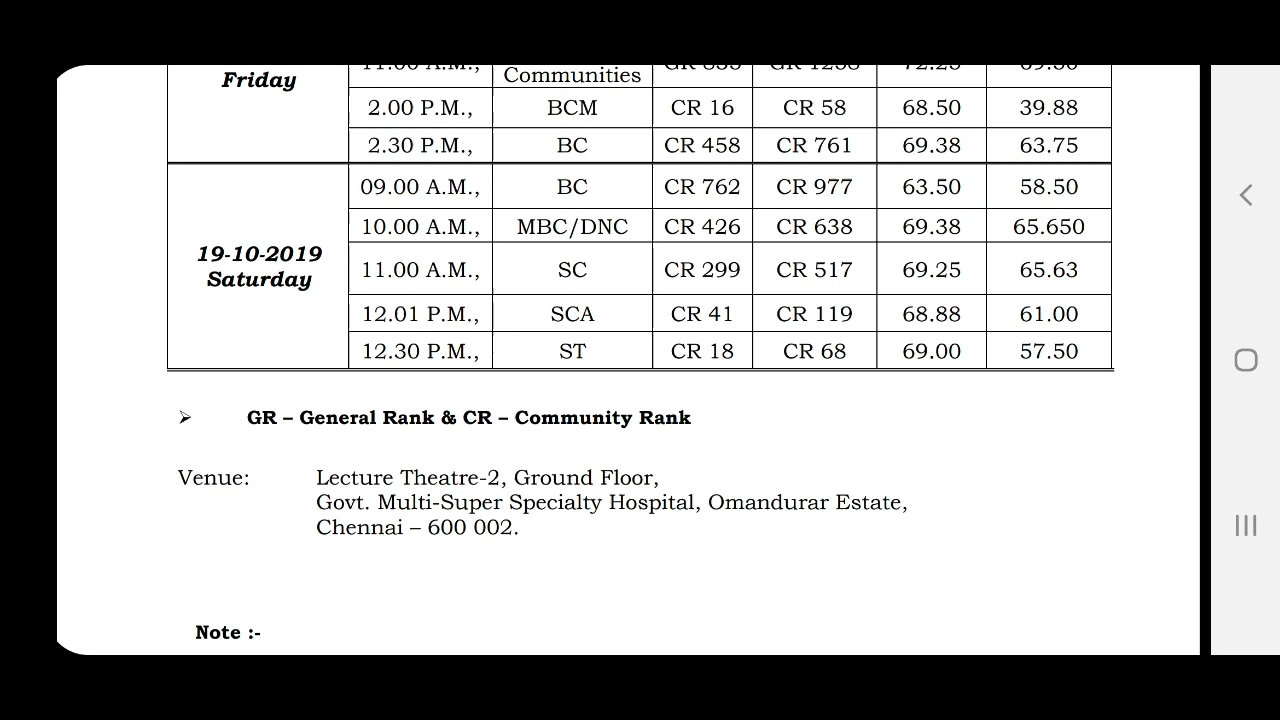 Friday
Communities
2.00 P.M., BCM CR 16 CR 58 68.50 39.88
2.30 P.M., BC CR 458 CR 761 69.38 63.75
19-10-2019 Saturday
09.00 A.M., BC CR 762 CR 977 63.50 58.50
10.00 A.M., MBC/DNC CR 426 CR 638 69.38 65.650
11.00 A.M., SC CR 299 CR 517 69.25 65.63
12.01 P.M., SCA CR 41 CR 119 68.88 61.00
12.30 P.M., ST CR 18 CR 68 69.00 57.50
➢ GR – General Rank & CR – Community Rank
Venue: Lecture Theatre-2, Ground Floor,
Govt. Multi-Super Specialty Hospital, Omandurar Estate,
Chennai – 600 002.
Note :-